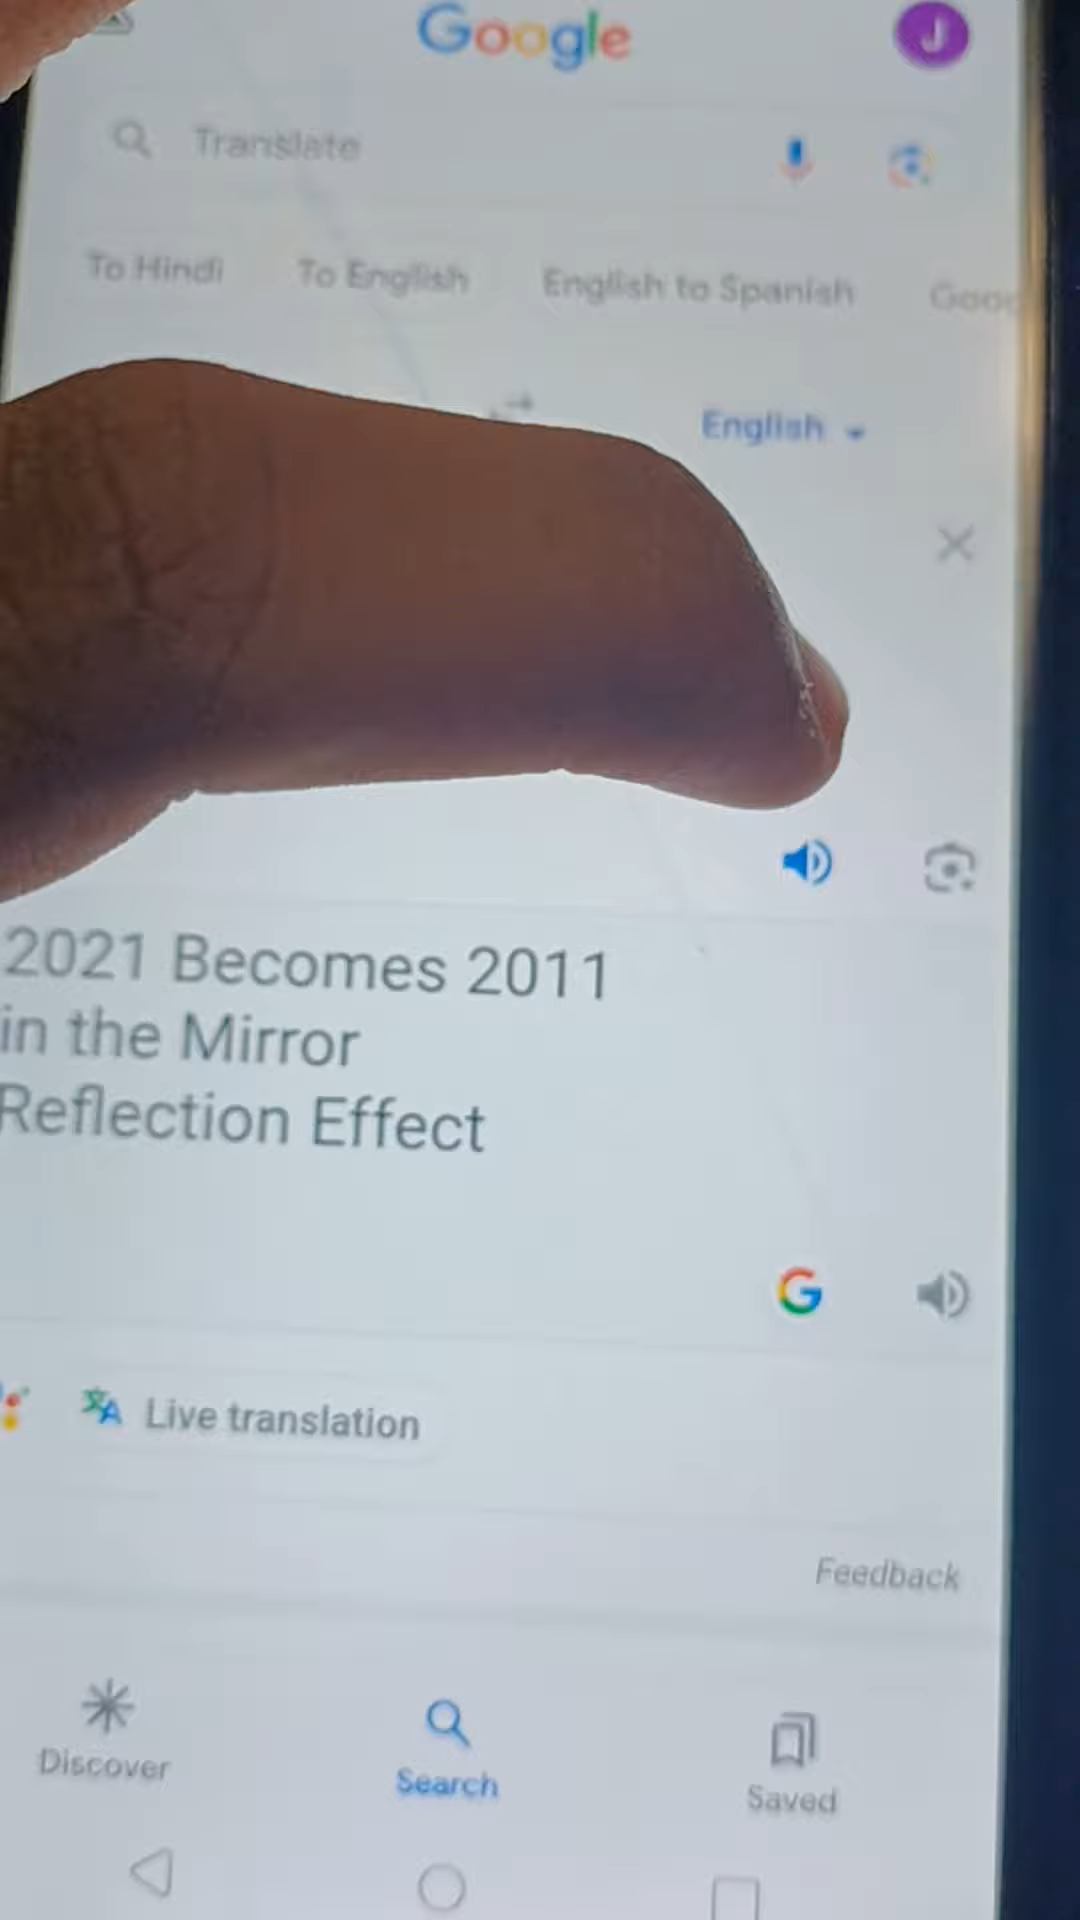 Google
J
Translate
To Hindi To English English to Spanish
English
2021 Becomes 2011
in the Mirror
Reflection Effect
G
Live translation
Feedback
Discover Search Saved